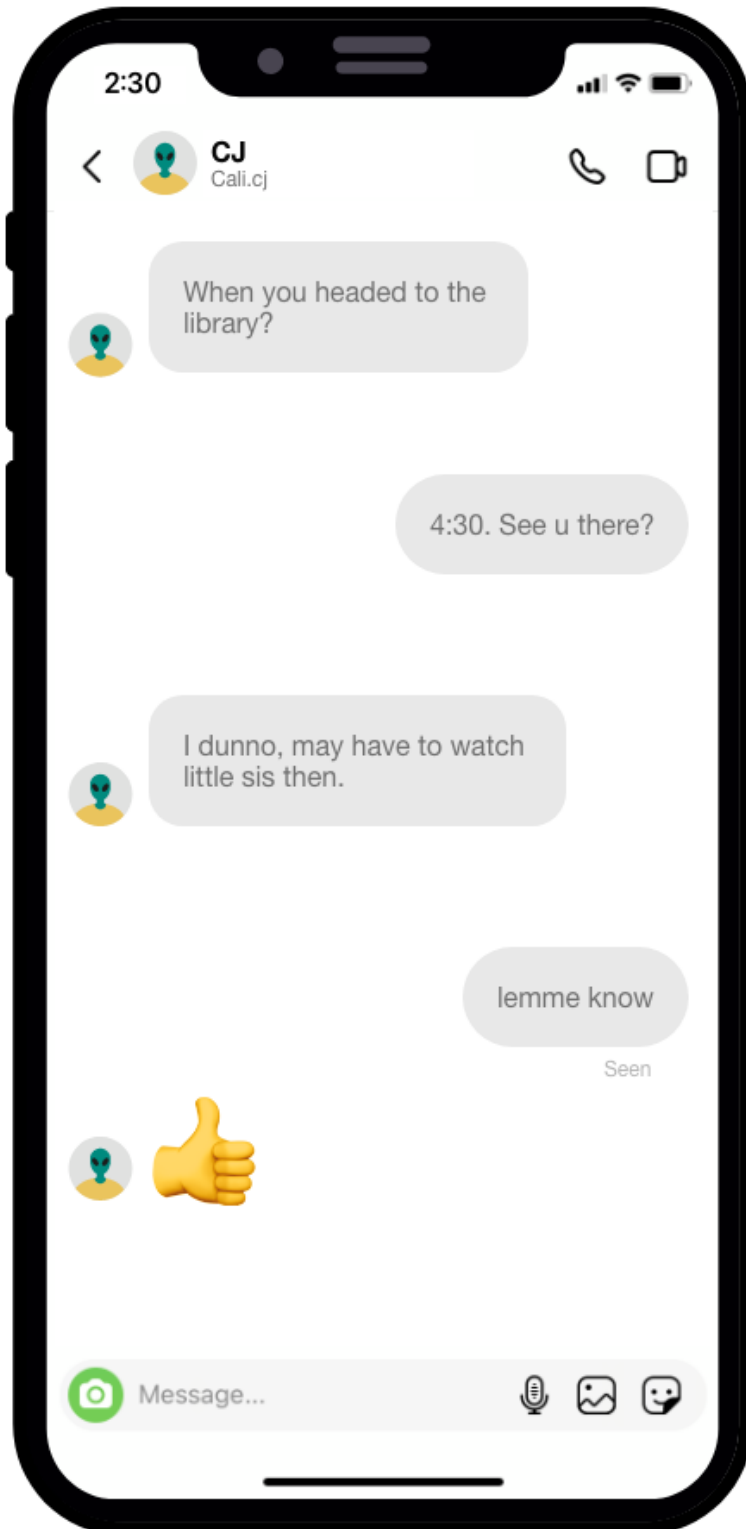 2:30
CJ
Cali.cj
When you headed to the
library?
4:30. See u there?
I dunno, may have to watch
little sis then.
lemme know
Seen
Message...